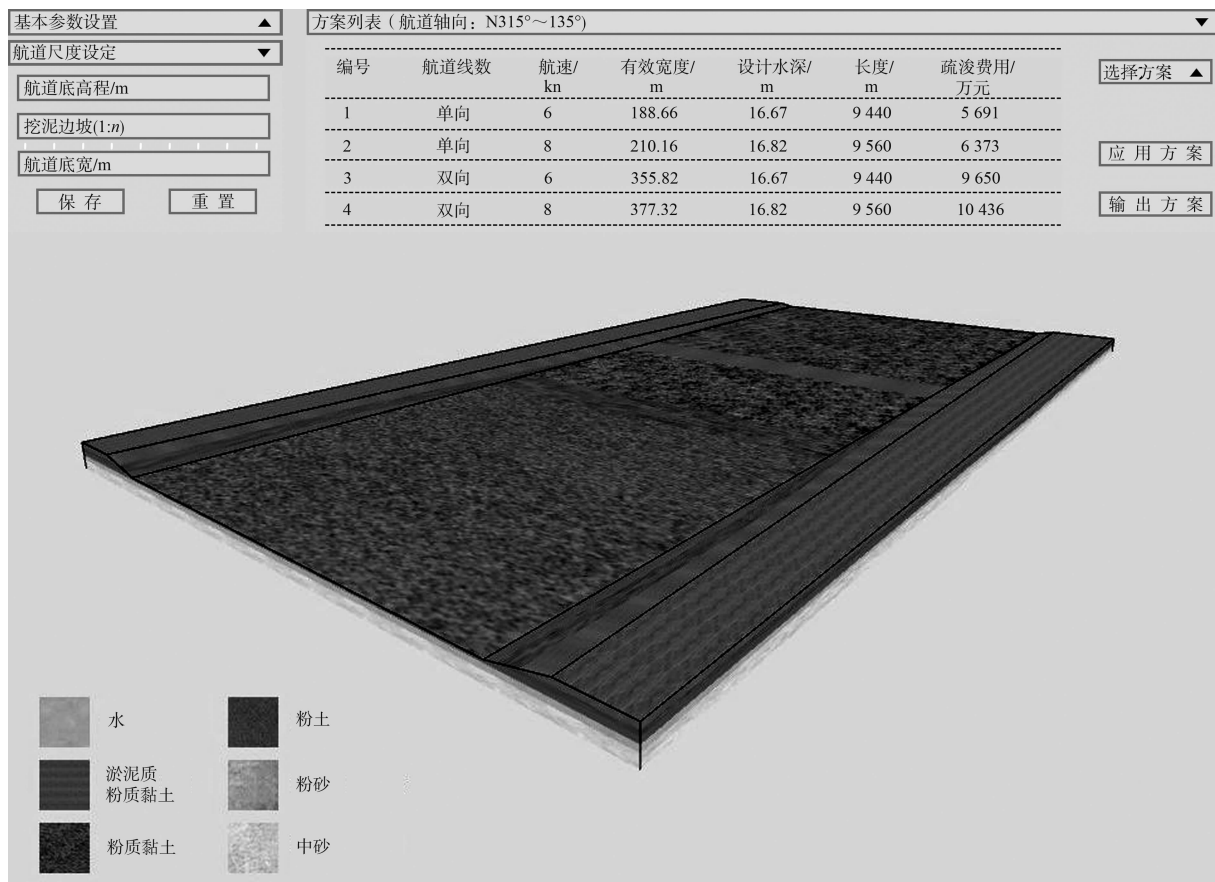 基本参数设置
航道尺度设定
航道底高程/m
挖泥边坡(1:n)
航道底宽/m
保存 重置
方案列表（航道轴向：N315°～135°)
编号 航道线数 航速/ 有效宽度/ 设计水深/ 长度/ 疏浚费用/
kn m m m 万元
1 单向 6 188.66 16.67 9 440 5 691
2 单向 8 210.16 16.82 9 560 6 373
3 双向 6 355.82 16.67 9 440 9 650
4 双向 8 377.32 16.82 9 560 10 436
选择方案
应用方案
输出方案
水
粉土
淤泥质
粉质黏土
粉砂
粉质黏土
中砂